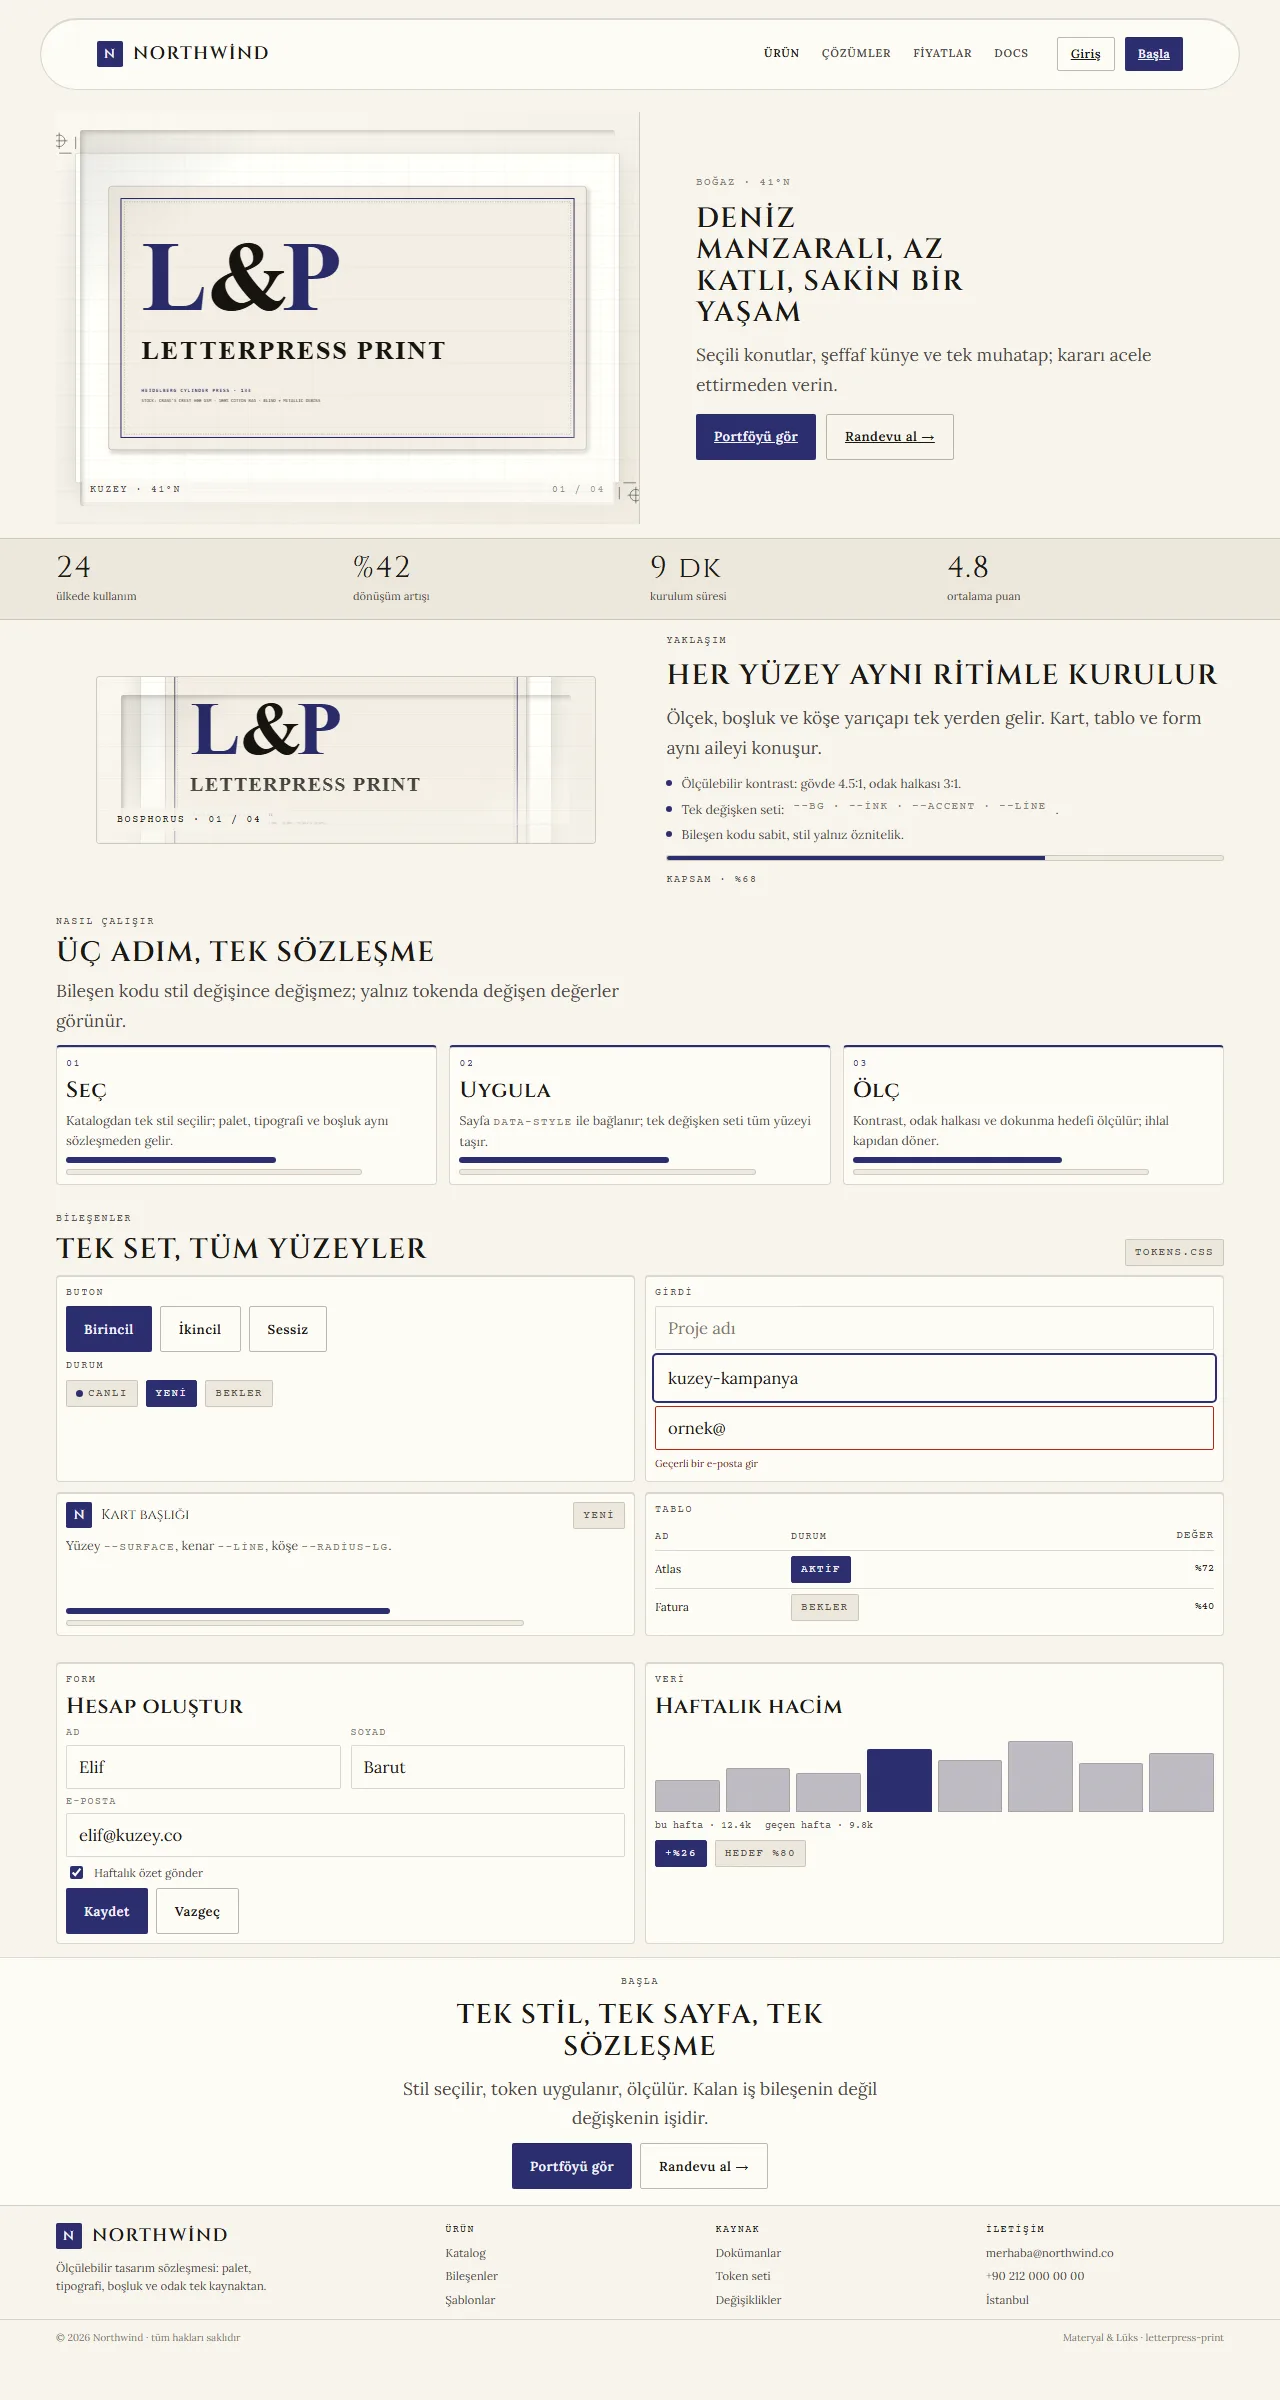 N NORTHWİND
ÜRÜN ÇÖZÜMLER FİYATLAR DOCS Giriş Başla
L&P
LETTERPRESS PRINT
HEIDELBERG CYLINDER PRESS · 1
KUZEY · 41°N 01 / 04
BOĞAZ · 41°N
DENİZ
MANZARALI, AZ
KATLI, SAKİN BİR
YAŞAM
Seçili konutlar, şeffaf künye ve tek muhatap; kararı acele
ettirmeden verin.
Portföyü gör Randevu al →
24 %42 9 DK 4.8
ülkede kullanım dönüşüm artışı kurulum süresi ortalama puan
L&P
LETTERPRESS PRINT
BOSPHORUS · 01 / 04
YAKLAŞIM
HER YÜZEY AYNI RİTİMLE KURULUR
Ölçek, boşluk ve köşe yarıçapı tek yerden gelir. Kart, tablo ve form
aynı aileyi konuşur.
Ölçülebilir kontrast: gövde 4.5:1, odak halkası 3:1.
Tek değişken seti: --BG · --İNK · --ACCENT · --LİNE .
Bileşen kodu sabit, stil yalnız öznitelik.
KAPSAM · %68
NASIL ÇALIŞIR
ÜÇ ADIM, TEK SÖZLEŞME
Bileşen kodu stil değişince değişmez; yalnız tokenda değişen değerler
görünür.
01
SEÇ
Katalogdan tek stil seçilir; palet, tipografi ve boşluk aynı
sözleşmeden gelir.
02
UYGULA
Sayfa DATA-STYLE ile bağlanır; tek değişken seti tüm yüzeyi
taşır.
03
ÖLÇ
Kontrast, odak halkası ve dokunma hedefi ölçülür; ihlal
kapıdan döner.
BİLEŞENLER
TEK SET, TÜM YÜZEYLER
TOKENS.CSS
BUTON
Birincil İkincil Sessiz
DURUM
CANLI YENİ BEKLER
GİRDİ
Proje adı
kuzey-kampanya
ornek@
Geçerli bir e-posta gir
N KART BAŞLIĞI YENİ
Yüzey --SURFACE, kenar --LİNE, köşe --RADİUS-LG.
TABLO
AD DURUM DEĞER
Atlas AKTİF %72
Fatura BEKLER %40
FORM
HESAP OLUŞTUR
AD SOYAD
Elif Barut
E-POSTA
elif@kuzey.co
Haftalık özet gönder
Kaydet Vazgeç
VERİ
HAFTALIK HACİM
bu hafta · 12.4k geçen hafta · 9.8k
+%26 HEDEF %80
BAŞLA
TEK STİL, TEK SAYFA, TEK
SÖZLEŞME
Stil seçilir, token uygulanır, ölçülür. Kalan iş bileşenin değil
değişkenin işidir.
Portföyü gör Randevu al →
N NORTHWİND
Ölçülebilir tasarım sözleşmesi: palet,
tipografi, boşluk ve odak tek kaynaktan.
ÜRÜN
Katalog
Bileşenler
Şablonlar
KAYNAK
Dokümanlar
Token seti
Değişiklikler
İLETİŞİM
merhaba@northwind.co
+90 212 000 00 00
İstanbul
© 2026 Northwind · tüm hakları saklıdır Materyal & Lüks · letterpress-print